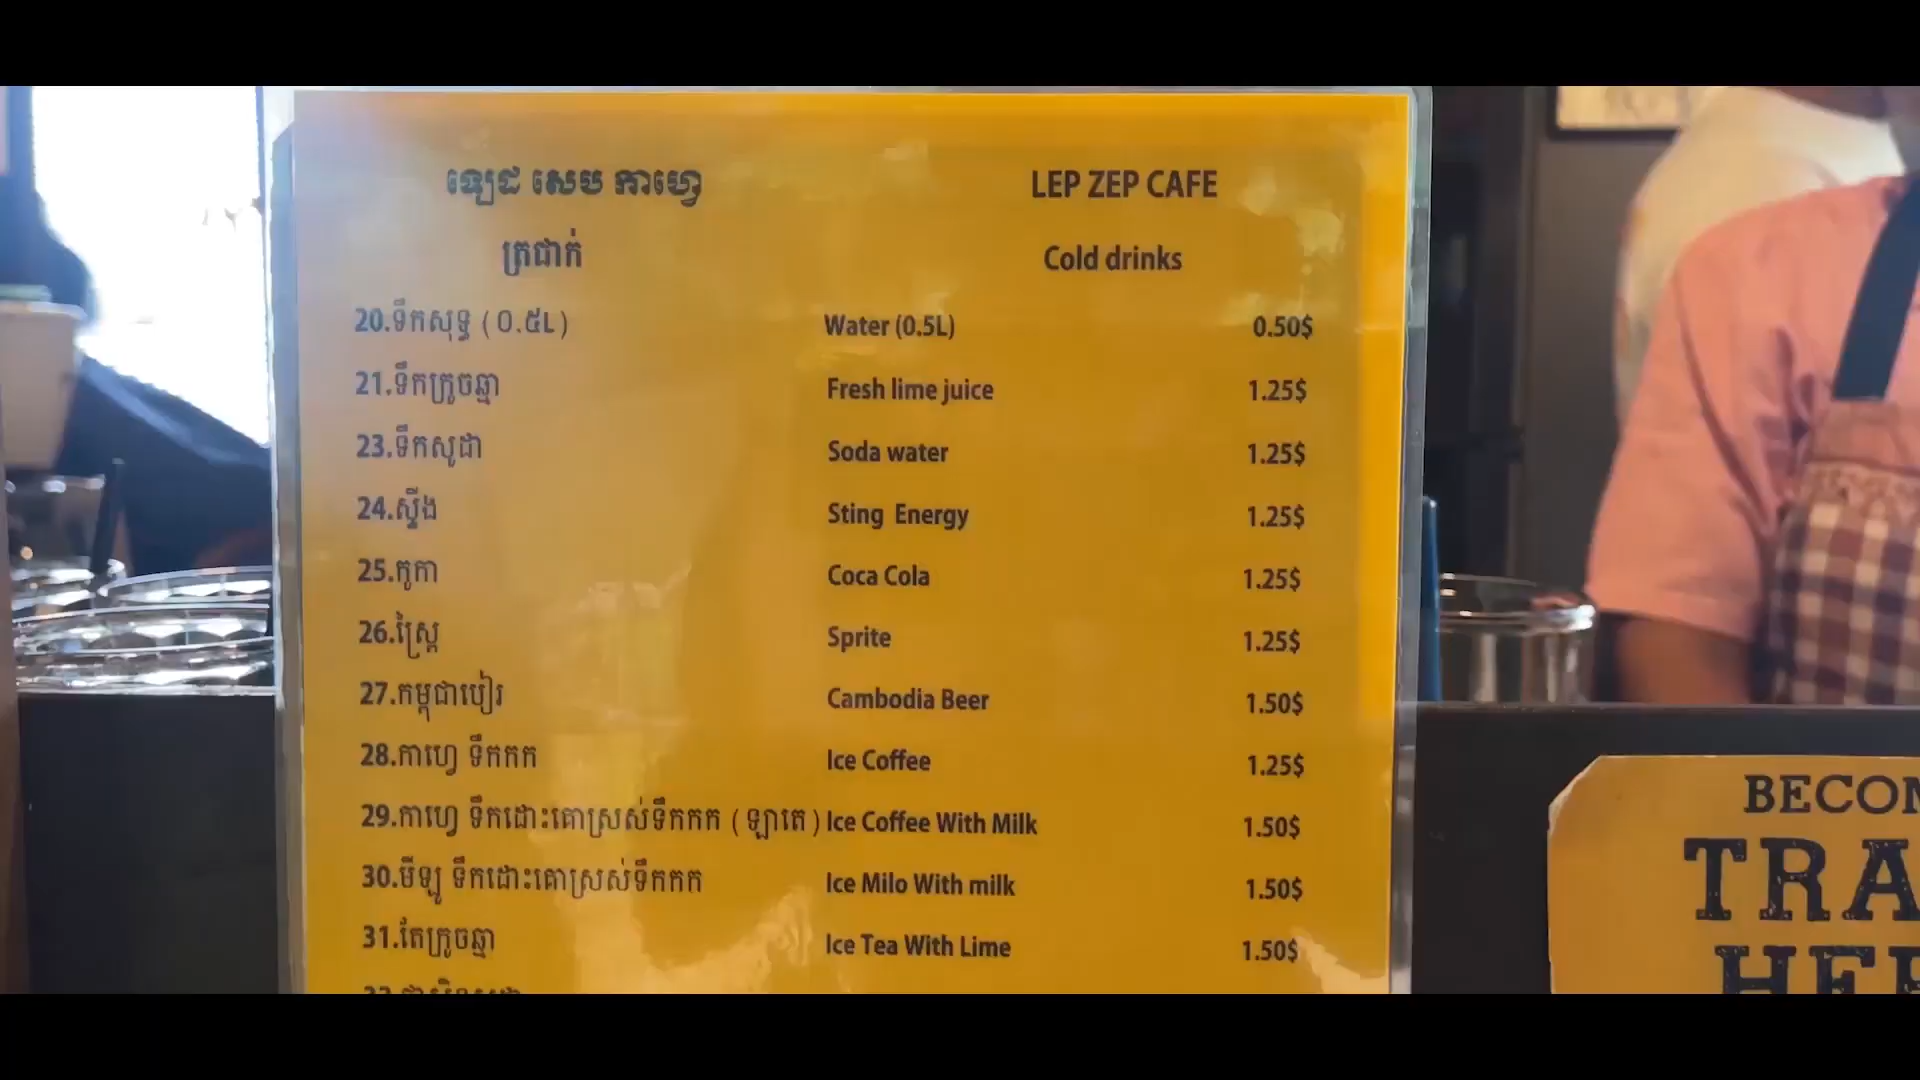 ឡេដ សេប កាហ្វេ LEP ZEP CAFE
ត្រជាក់ Cold drinks
20.ទឹកសុទ្ធ (០.៥L) Water (0.5L) 0.50$
21.ទឹកក្រូចឆ្មា Fresh lime juice 1.25$
23.ទឹកសូដា Soda water 1.25$
24.ស្ទីង Sting Energy 1.25$
25.កូកា Coca Cola 1.25$
26.ស្ប្រៃ Sprite 1.25$
27.កម្ពុជាបៀរ Cambodia Beer 1.50$
28.កាហ្វេ ទឹកកក Ice Coffee 1.25$
29.កាហ្វេ ទឹកដោះគោស្រស់ទឹកកក (ឡាតេ) Ice Coffee With Milk 1.50$
30.មីឡូ ទឹកដោះគោស្រស់ទឹកកក Ice Milo With milk 1.50$
31.តែក្រូចឆ្មា Ice Tea With Lime 1.50$